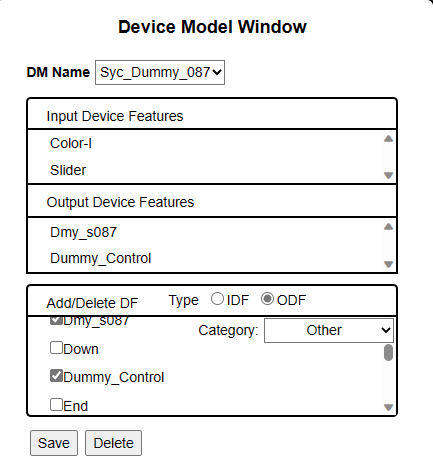 Device Model Window
DM Name Syc_Dummy_087
Input Device Features
Color-I
Slider
Output Device Features
Dmy_s087
Dummy_Control
Add/Delete DF Type IDF ODF
Dmy_s087
Category: Other
Down
Dummy_Control
End
Save Delete